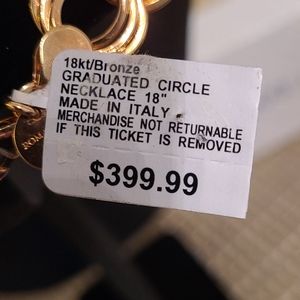 18kt/Bronze
GRADUATED CIRCLE
NECKLACE 18"
MADE IN ITALY
MERCHANDISE NOT RETURNABLE
IF THIS TICKET IS REMOVED
$399.99